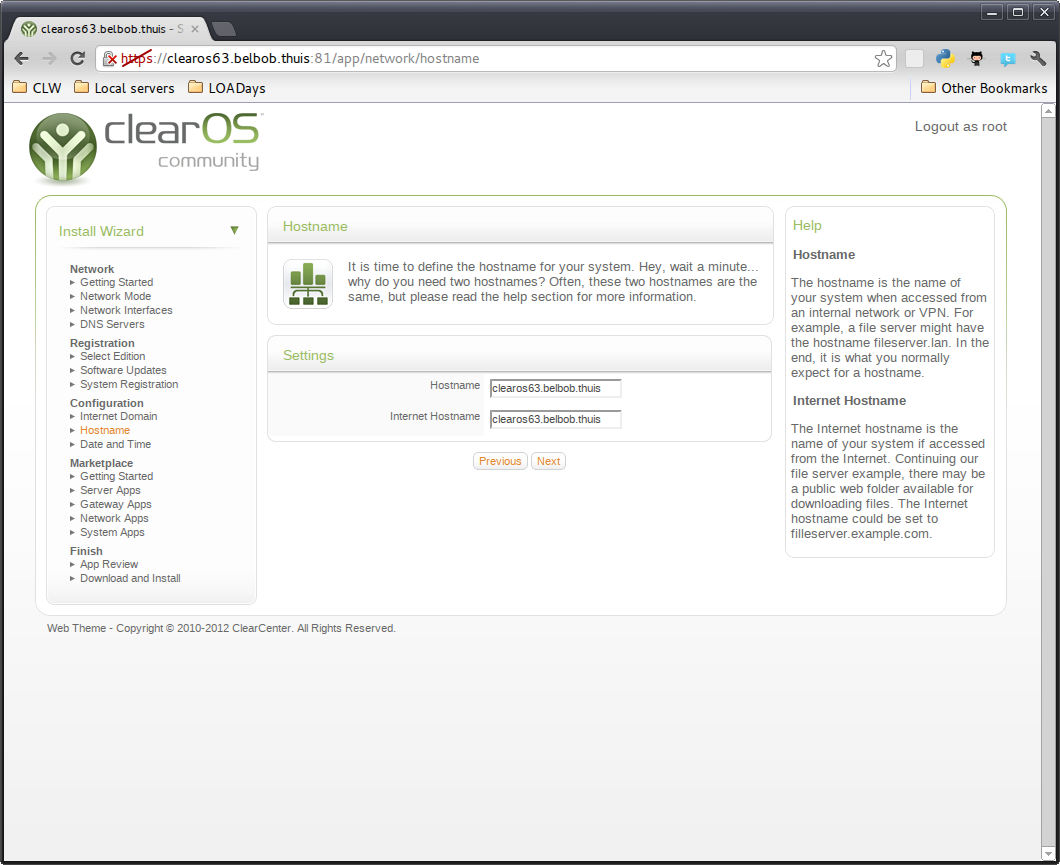 clearos63.belbob.thuis - S
https://clearos63.belbob.thuis:81/app/network/hostname
CLW
Local servers
LOADays
Other Bookmarks
clearOS
community
Logout as root
Install Wizard
Network
Getting Started
Network Mode
Network Interfaces
DNS Servers
Registration
Select Edition
Software Updates
System Registration
Configuration
Internet Domain
Hostname
Date and Time
Marketplace
Getting Started
Server Apps
Gateway Apps
Network Apps
System Apps
Finish
App Review
Download and Install
Hostname
It is time to define the hostname for your system. Hey, wait a minute...
why do you need two hostnames? Often, these two hostnames are the
same, but please read the help section for more information.
Settings
Hostname
clearos63.belbob.thuis
Internet Hostname
clearos63.belbob.thuis
Previous
Next
Help
Hostname
The hostname is the name of
your system when accessed from
an internal network or VPN. For
example, a file server might have
the hostname fileserver.lan. In the
end, it is what you normally
expect for a hostname.
Internet Hostname
The Internet hostname is the
name of your system if accessed
from the Internet. Continuing our
file server example, there may be
a public web folder available for
downloading files. The Internet
hostname could be set to
filleserver.example.com.
Web Theme - Copyright © 2010-2012 ClearCenter. All Rights Reserved.